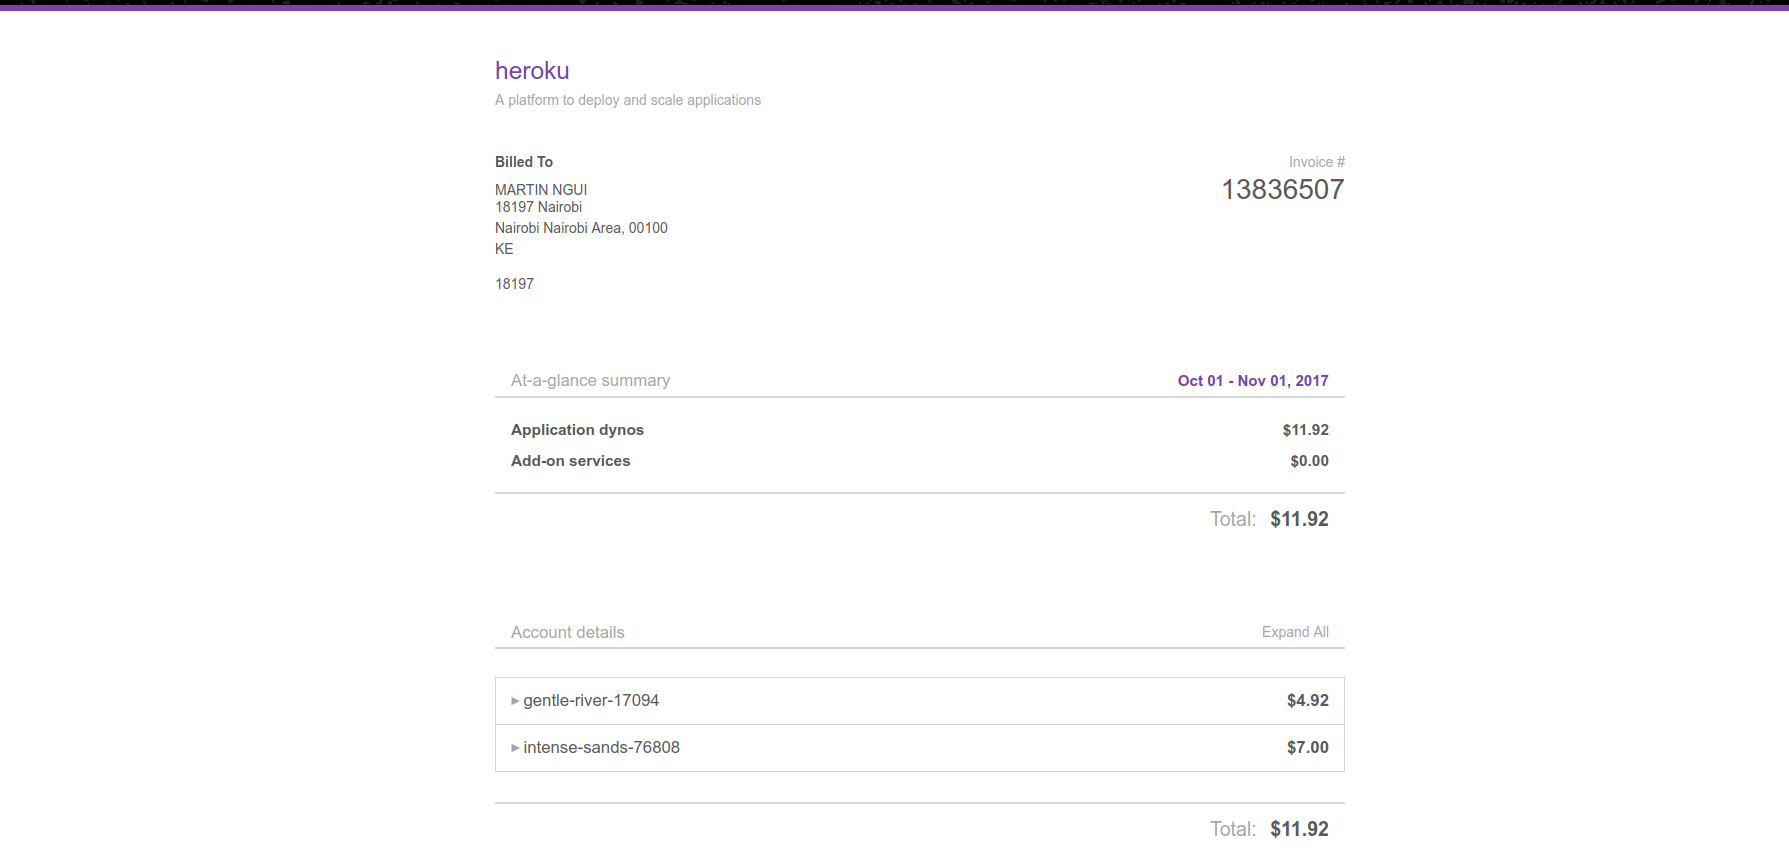 heroku
A platform to deploy and scale applications
Billed To
Invoice #
MARTIN NGUI
13836507
18197 Nairobi
Nairobi Nairobi Area, 00100
KE
18197
At-a-glance summary Oct 01 - Nov 01, 2017
Application dynos $11.92
Add-on services $0.00
Total: $11.92
Account details Expand All
▸ gentle-river-17094 $4.92
▸ intense-sands-76808 $7.00
Total: $11.92